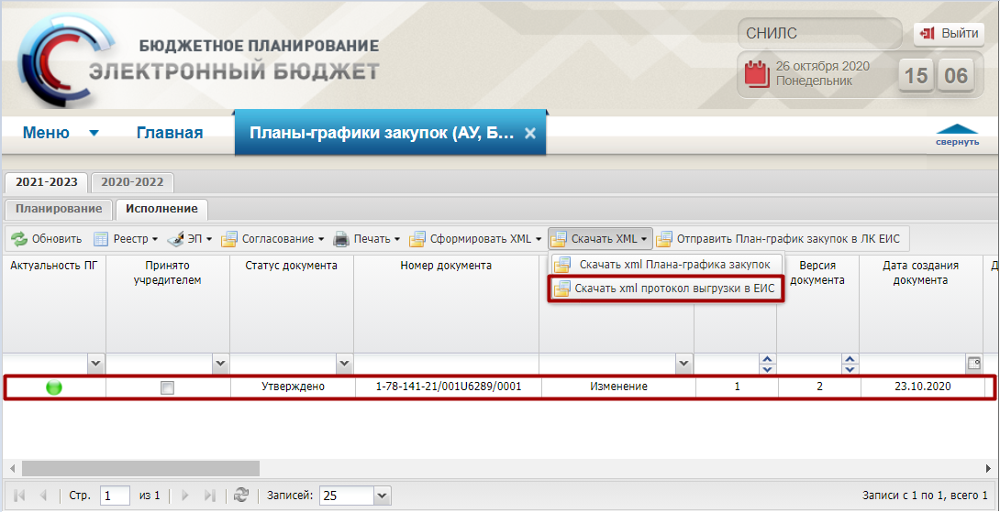 БЮДЖЕТНОЕ ПЛАНИРОВАНИЕ
ЭЛЕКТРОННЫЙ БЮДЖЕТ
СНИЛС
Выйти
26 октября 2020
Понедельник
15 06
Меню Главная Планы-графики закупок (АУ, Б...
свернуть
2021-2023 2020-2022
Планирование Исполнение
Обновить Реестр ЭП Согласование Печать Сформировать XML Скачать XML Отправить План-график закупок в ЛК ЕИС
Скачать xml Плана-графика закупок
Скачать xml протокол выгрузки в ЕИС
Актуальность ПГ Принято учредителем Статус документа Номер документа Версия документа Дата создания документа Д
Утверждено 1-78-141-21/001U6289/0001 Изменение 1 2 23.10.2020
Стр. 1 из 1 Записей: 25 Записи с 1 по 1, всего 1